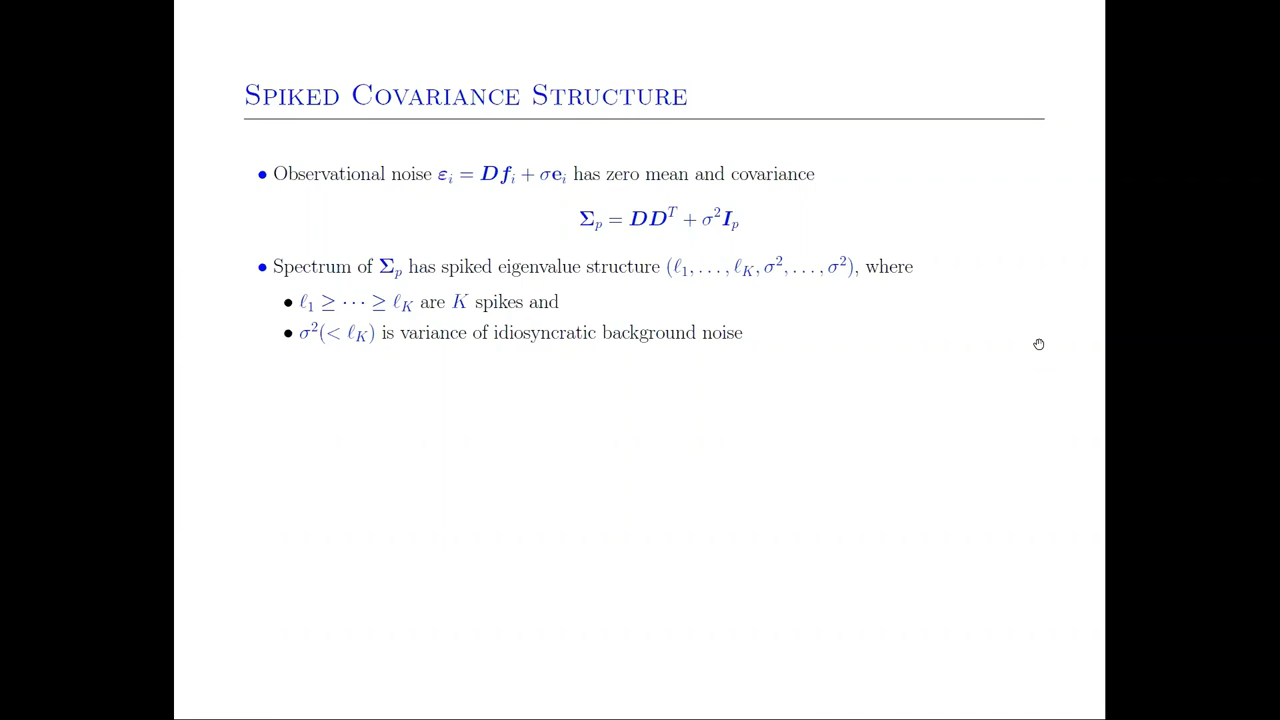 Spiked Covariance Structure
• Observational noise εᵢ = Dfᵢ + σeᵢ has zero mean and covariance
Σₚ = DDᵀ + σ²Iₚ
• Spectrum of Σₚ has spiked eigenvalue structure (ℓ₁, . . . , ℓ_K, σ², . . . , σ²), where
• ℓ₁ ≥ · · · ≥ ℓ_K are K spikes and
• σ²(< ℓ_K) is variance of idiosyncratic background noise